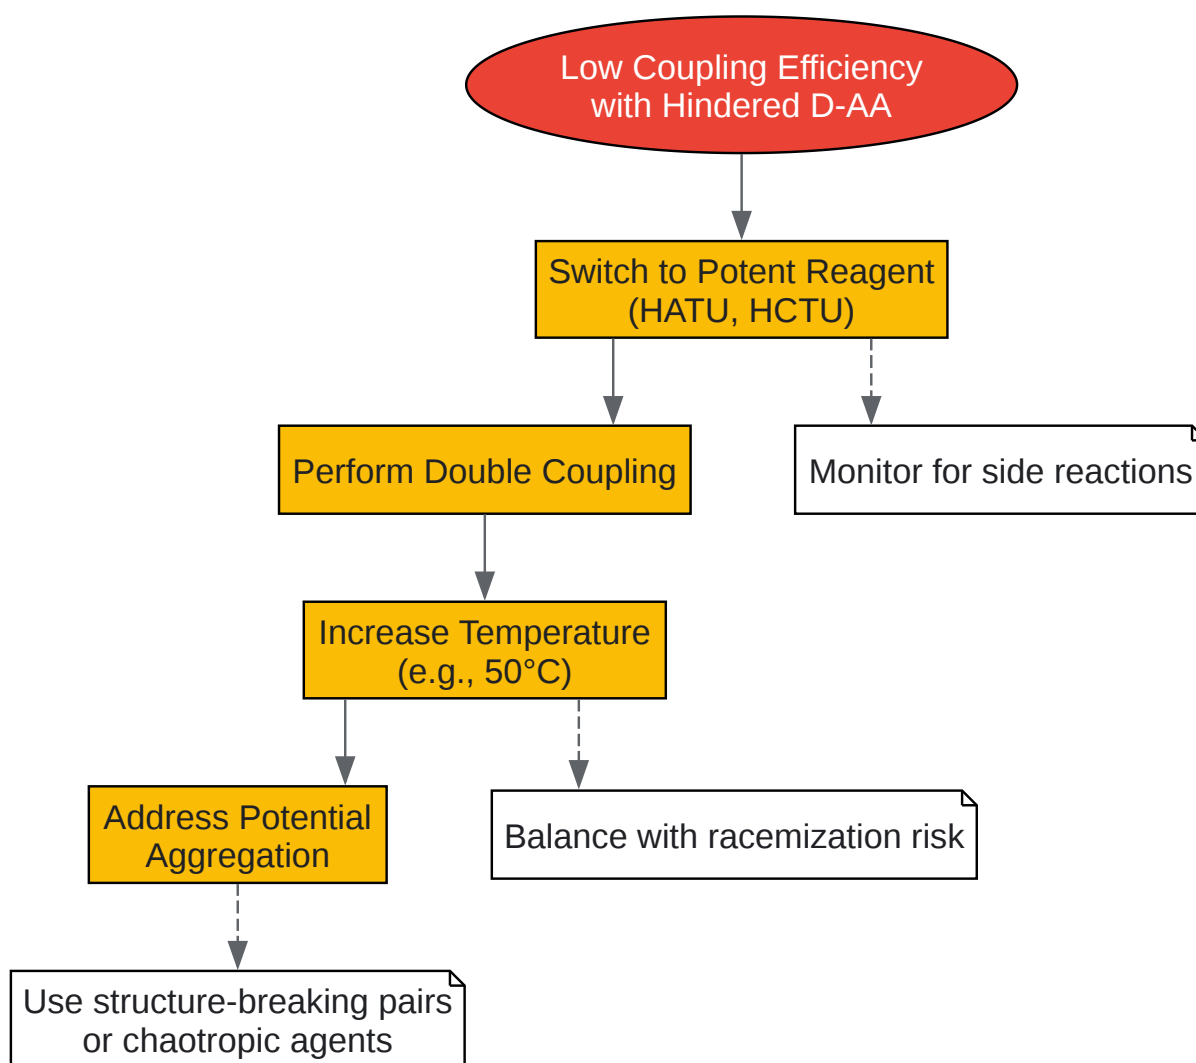 Low Coupling Efficiency
with Hindered D-AA
Switch to Potent Reagent
(HATU, HCTU)
Perform Double Coupling
Monitor for side reactions
Increase Temperature
(e.g., 50°C)
Address Potential
Aggregation
Balance with racemization risk
Use structure-breaking pairs
or chaotropic agents